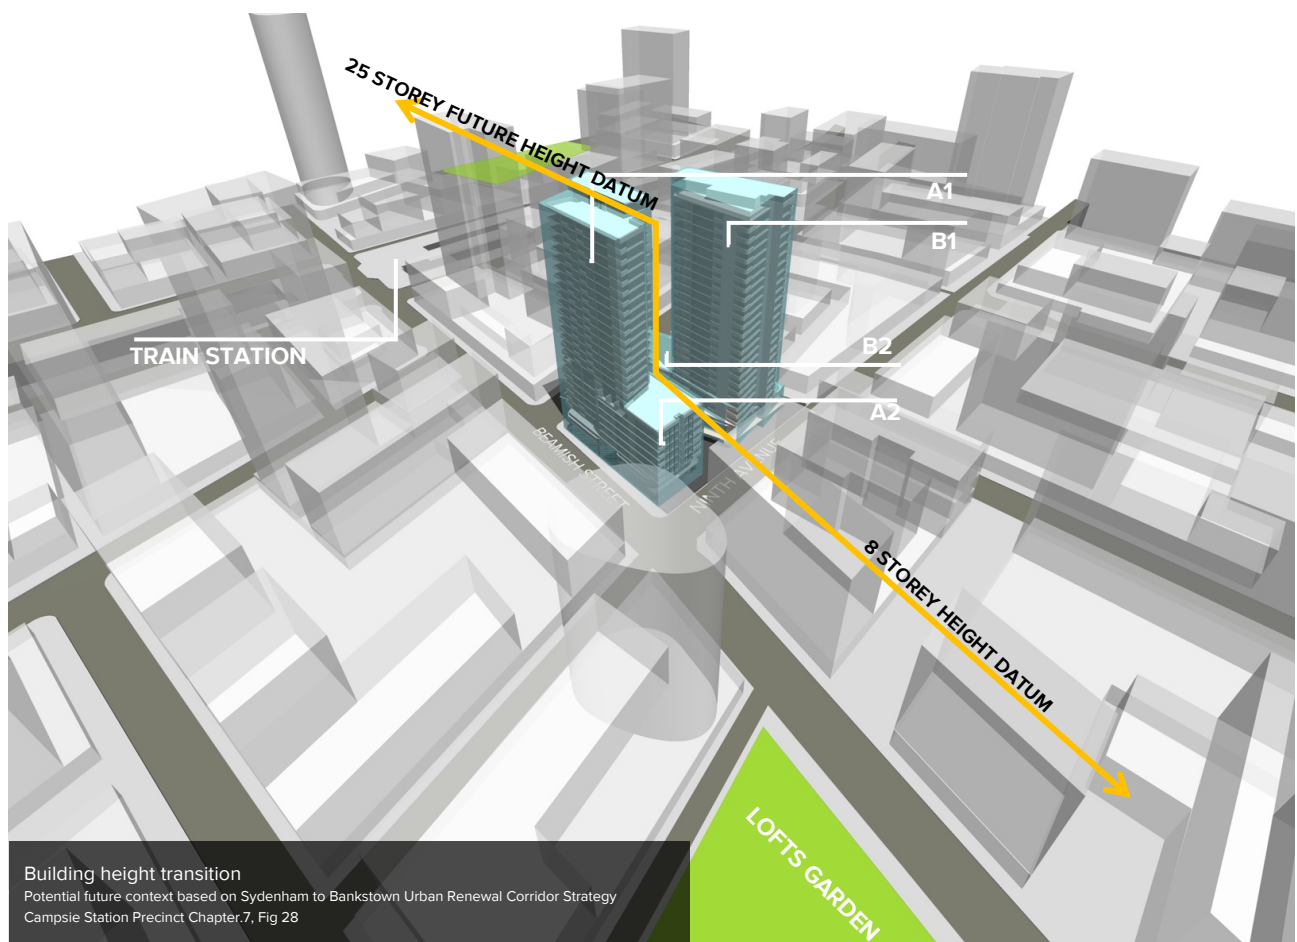 25 STOREY FUTURE HEIGHT DATUM
A1
B1
TRAIN STATION
B2
A2
BEAMISH STREET
NINTH AVENUE
8 STOREY HEIGHT DATUM
LOFTS GARDEN
Building height transition
Potential future context based on Sydenham to Bankstown Urban Renewal Corridor Strategy
Campsie Station Precinct Chapter.7, Fig 28